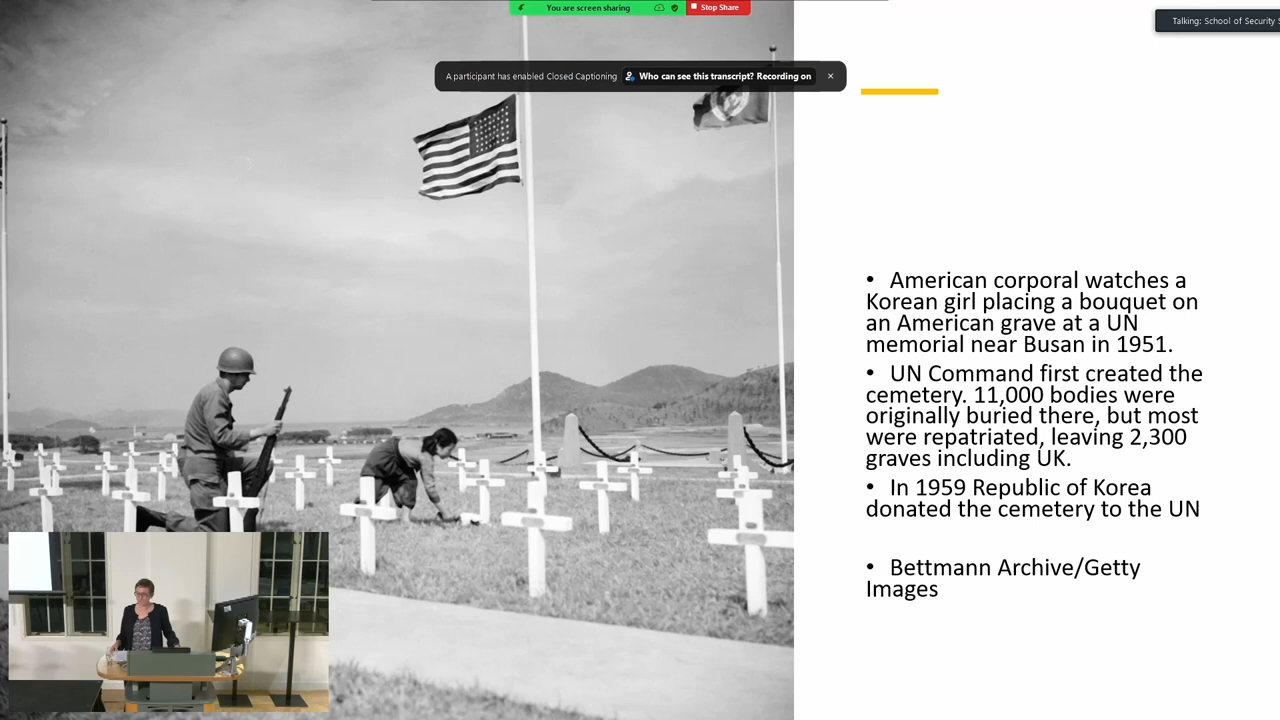 You are screen sharing
Stop Share
Talking: School of Security
A participant has enabled Closed Captioning
Who can see this transcript? Recording on
• American corporal watches a
Korean girl placing a bouquet on
an American grave at a UN
memorial near Busan in 1951.
• UN Command first created the
cemetery. 11,000 bodies were
originally buried there, but most
were repatriated, leaving 2,300
graves including UK.
• In 1959 Republic of Korea
donated the cemetery to the UN
• Bettmann Archive/Getty
Images